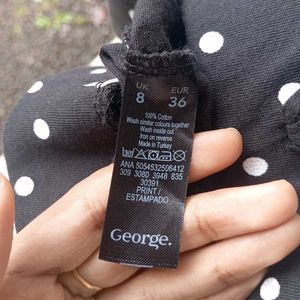 UK EUR
8 36
100% Cotton
Wash similar colours together
Wash inside out
Iron on reverse
Made in Turkey
ANA 5054532506412
309 3080 3948 835
30391
PRINT /
ESTAMPADO
George.